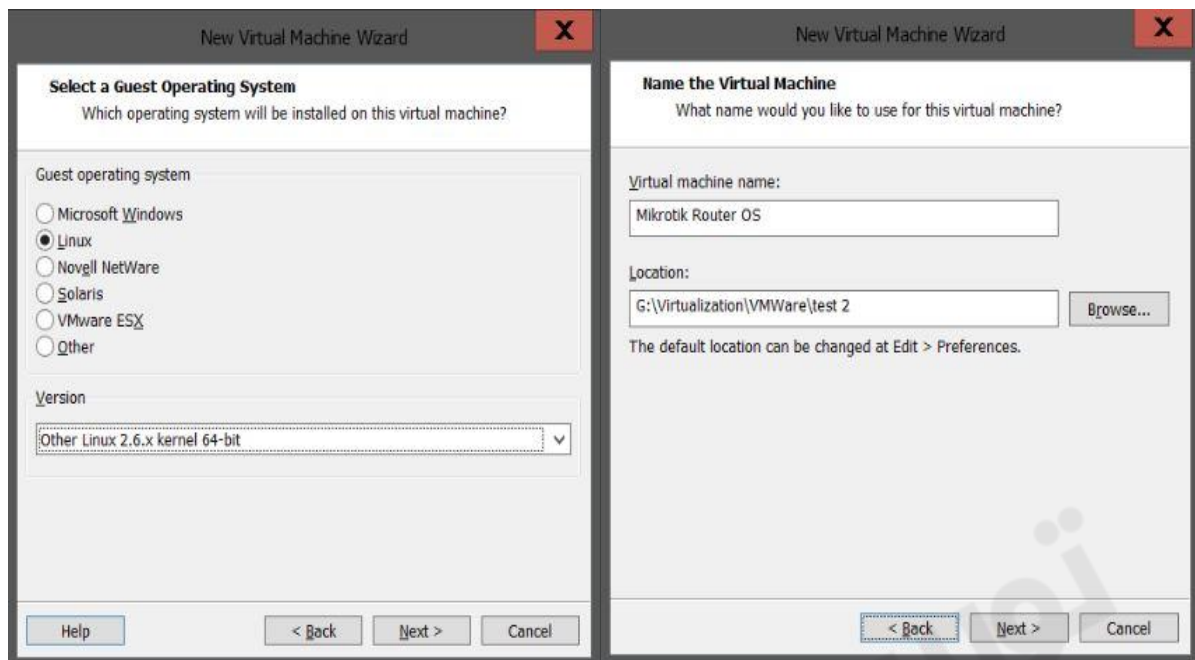 New Virtual Machine Wizard
X
Select a Guest Operating System
Which operating system will be installed on this virtual machine?
Guest operating system
Microsoft Windows
Linux
Novell NetWare
Solaris
VMware ESX
Other
Version
Other Linux 2.6.x kernel 64-bit
Help
< Back
Next >
Cancel
New Virtual Machine Wizard
X
Name the Virtual Machine
What name would you like to use for this virtual machine?
Virtual machine name:
Mikrotik Router OS
Location:
G:\Virtualization\VMWare\test 2
Browse...
The default location can be changed at Edit > Preferences.
< Back
Next >
Cancel